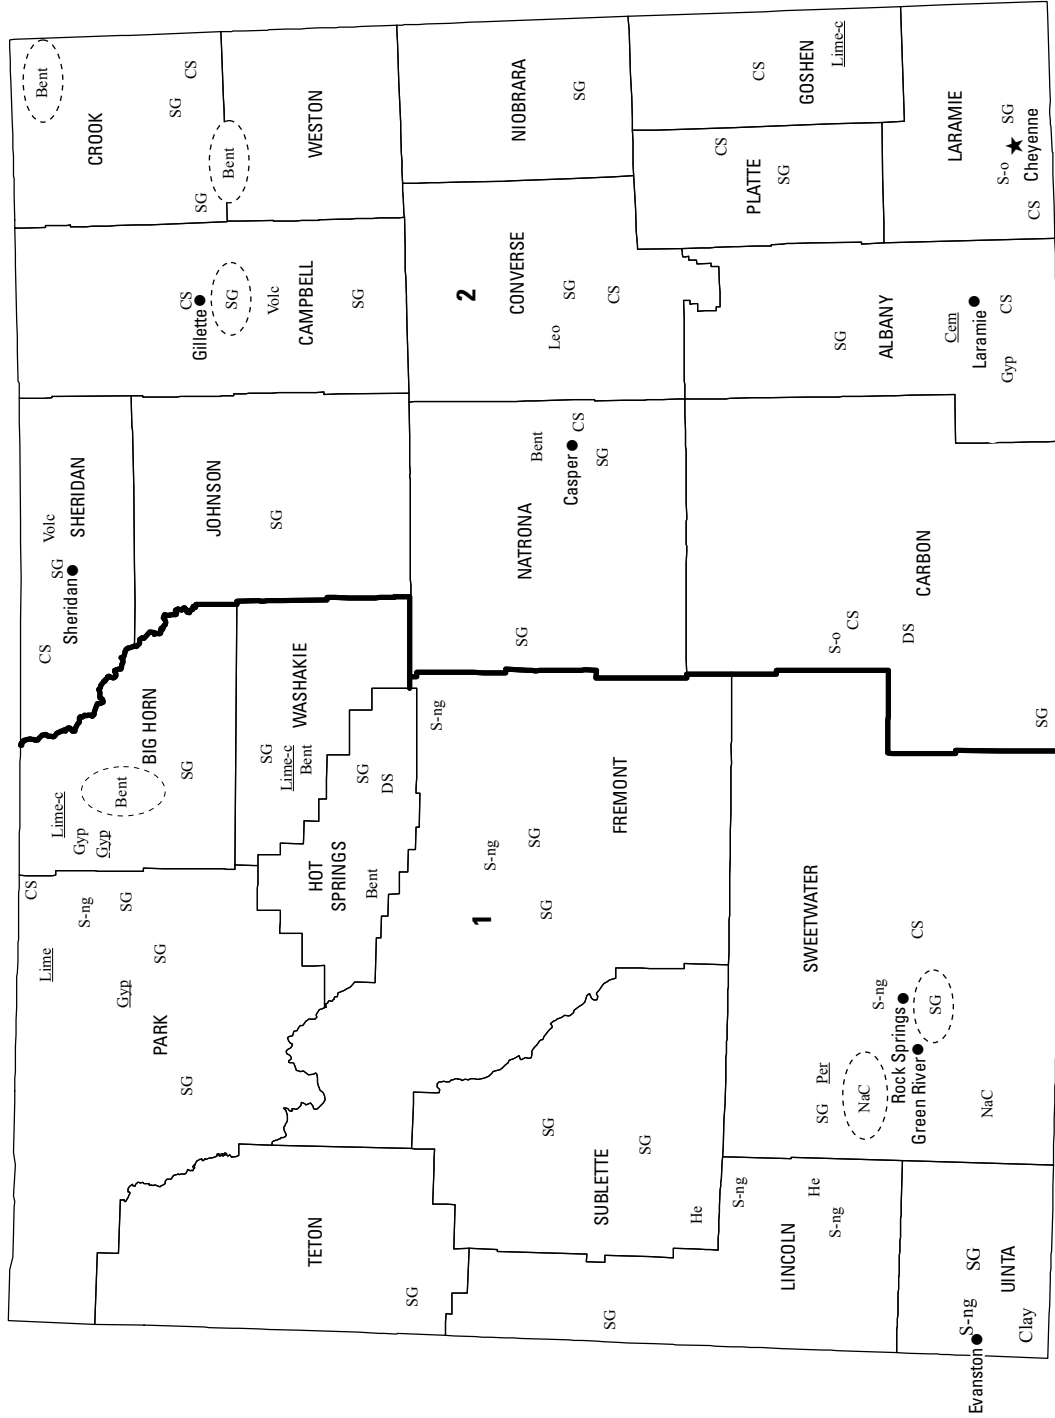 Bent
CROOK
SG
CS
SG
Bent
WESTON
NIOBRARA
SG
CS
GOSHEN
Lime-c
CS
PLATTE
SG
LARAMIE
S-o
SG
Cheyenne
CS
CS
Gillette
SG
Volc
CAMPBELL
SG
2
CONVERSE
Leo
SG
CS
SG
ALBANY
Cem
Laramie
CS
Gyp
CS
Sheridan
SG
Volc
SHERIDAN
JOHNSON
SG
NATRONA
Bent
Casper
CS
SG
SG
CARBON
S-o
CS
DS
SG
Lime-c
Gyp
Gyp
Bent
BIG HORN
SG
WASHAKIE
SG
Lime-c
Bent
HOT
SPRINGS
SG
DS
Bent
S-ng
1
S-ng
SG
SG
FREMONT
CS
S-ng
SG
Lime
Gyp
SG
PARK
SG
TETON
SG
SG
SUBLETTE
SG
He
SG
S-ng
LINCOLN
He
S-ng
SWEETWATER
CS
S-ng
Rock Springs
SG
Green River
Per
SG
NaC
NaC
Evanston
S-ng
SG
UINTA
Clay